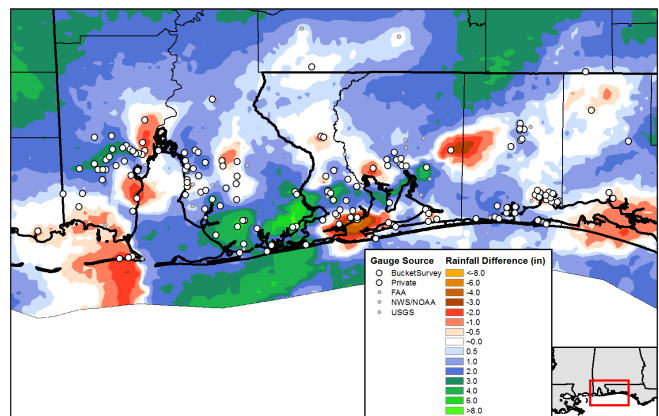 Gauge Source
BucketSurvey
Private
FAA
NWS/NOAA
USGS
Rainfall Difference (in)
<-8.0
-6.0
-4.0
-3.0
-2.0
-1.0
-0.5
~0.0
0.5
1.0
2.0
3.0
4.0
6.0
>8.0